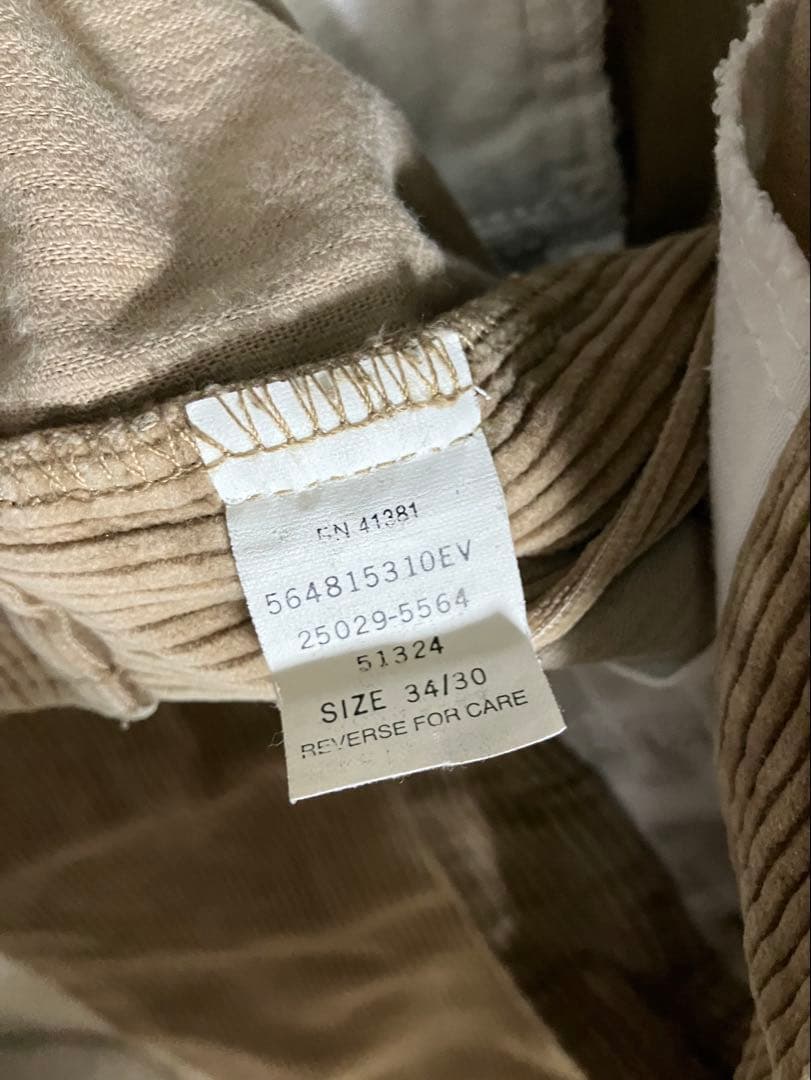 RN 41381
564815310EV
25029-5564
51324
SIZE 34/30
REVERSE FOR CARE